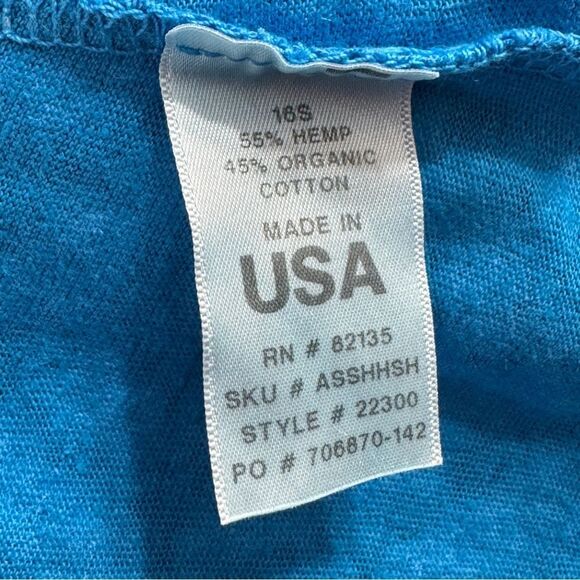 16S
55% HEMP
45% ORGANIC
COTTON
MADE IN
USA
RN # 82135
SKU # ASSHHSH
STYLE # 22300
PO # 706870-142